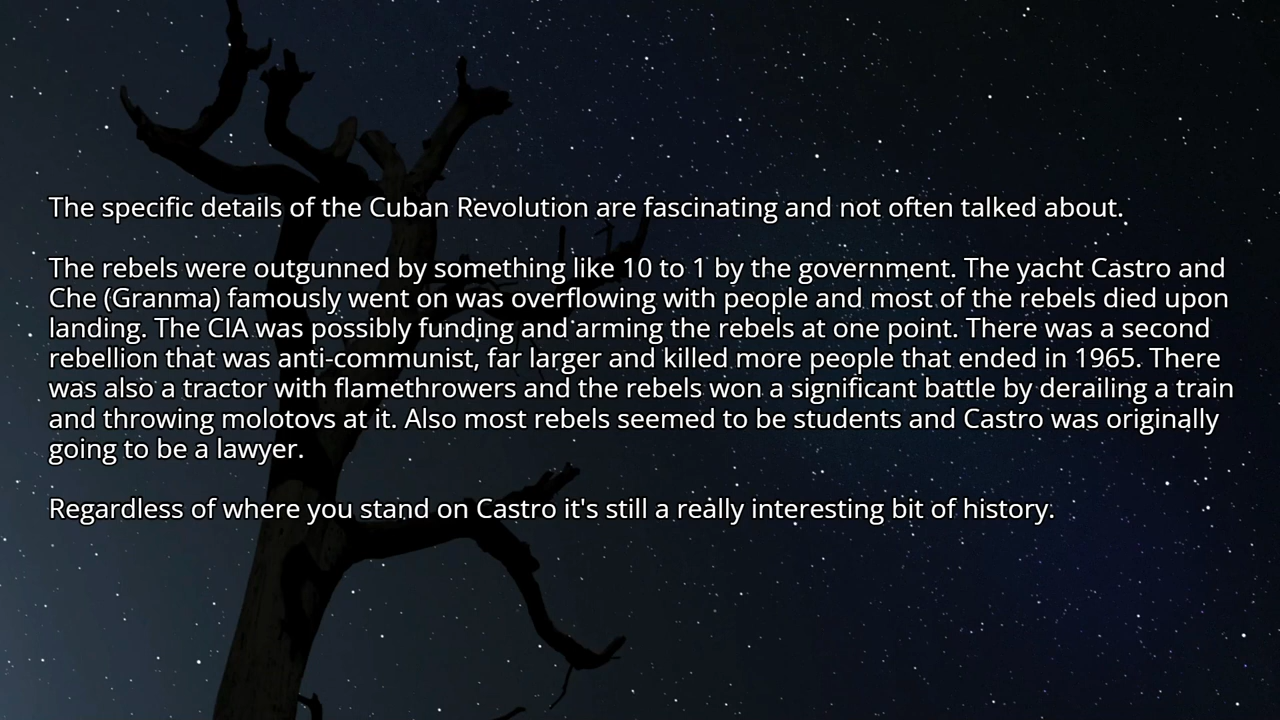 The specific details of the Cuban Revolution are fascinating and not often talked about.
The rebels were outgunned by something like 10 to 1 by the government. The yacht Castro and
Che (Granma) famously went on was overflowing with people and most of the rebels died upon
landing. The CIA was possibly funding and arming the rebels at one point. There was a second
rebellion that was anti-communist, far larger and killed more people that ended in 1965. There
was also a tractor with flamethrowers and the rebels won a significant battle by derailing a train
and throwing molotovs at it. Also most rebels seemed to be students and Castro was originally
going to be a lawyer.
Regardless of where you stand on Castro it's still a really interesting bit of history.